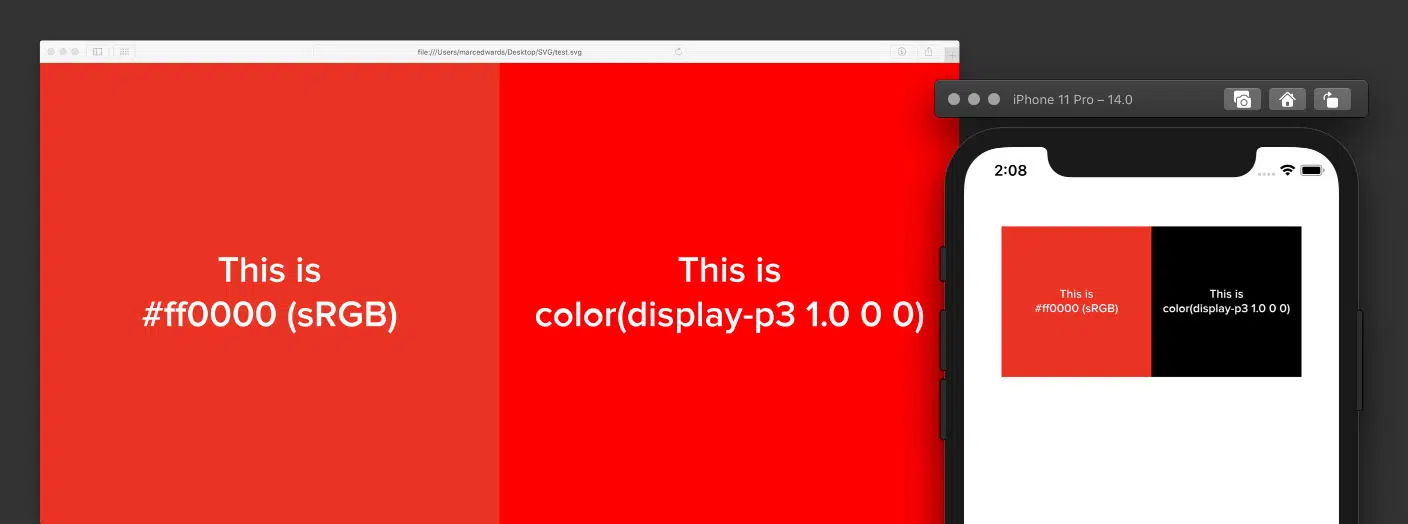 file:///Users/marcedwards/Desktop/SVG/test.svg
This is
#ff0000 (sRGB)
This is
color(display-p3 1.0 0 0)
iPhone 11 Pro – 14.0
2:08
This is
#ff0000 (sRGB)
This is
color(display-p3 1.0 0 0)